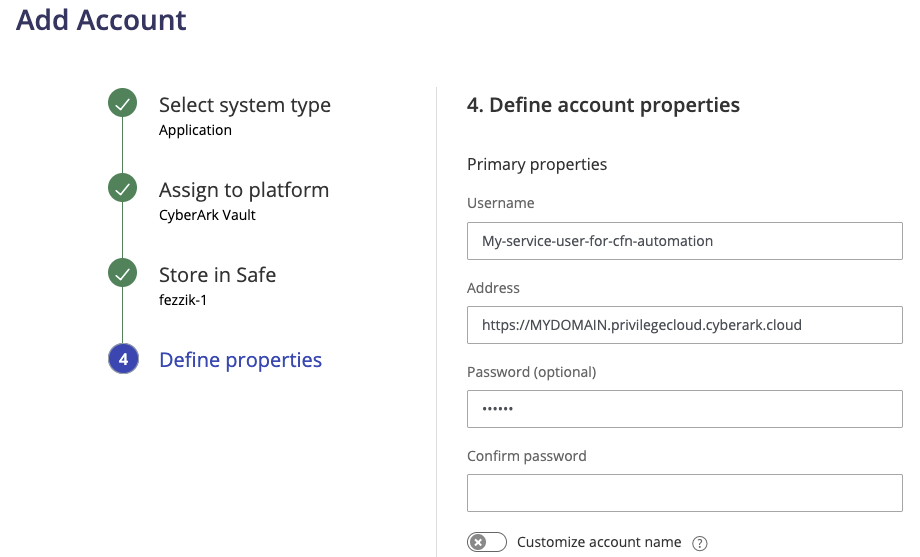 Add Account
Select system type
Application
Assign to platform
CyberArk Vault
Store in Safe
fezzik-1
4
Define properties
4. Define account properties
Primary properties
Username
My-service-user-for-cfn-automation
Address
https://MYDOMAIN.privilegecloud.cyberark.cloud
Password (optional)
••••••
Confirm password
Customize account name
?